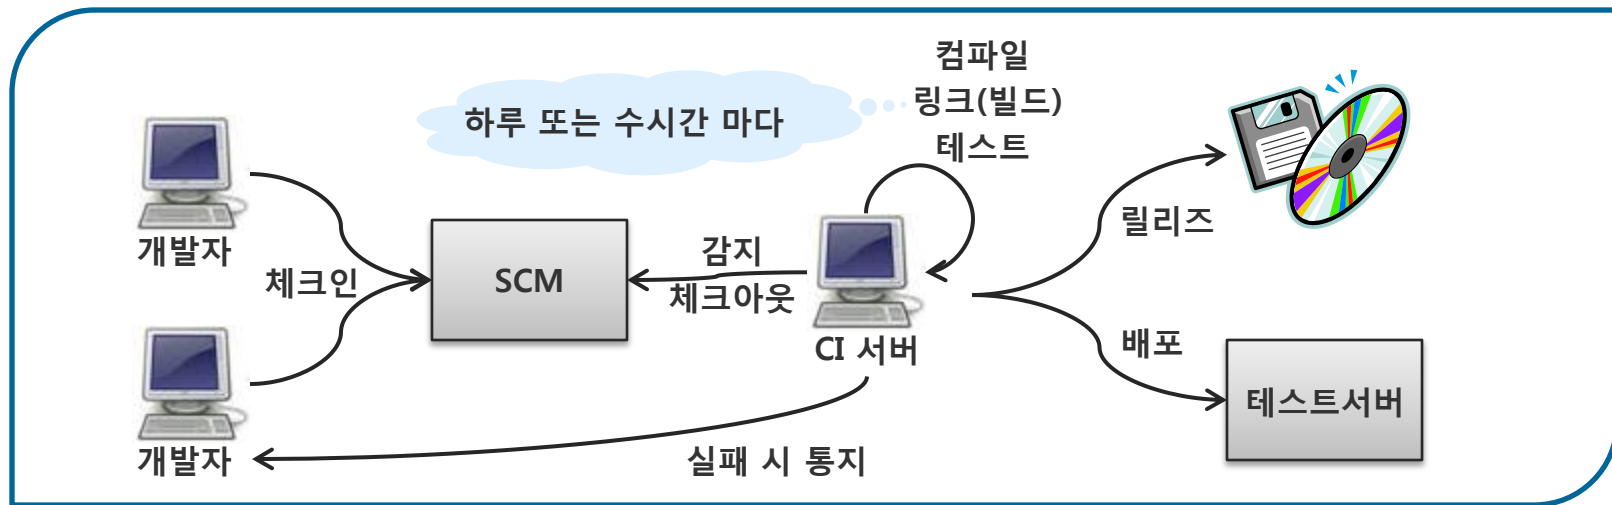 컴파일
링크(빌드)
테스트
하루 또는 수시간 마다
개발자
체크인
SCM
감지
체크아웃
CI 서버
릴리즈
배포
테스트서버
개발자
실패 시 통지